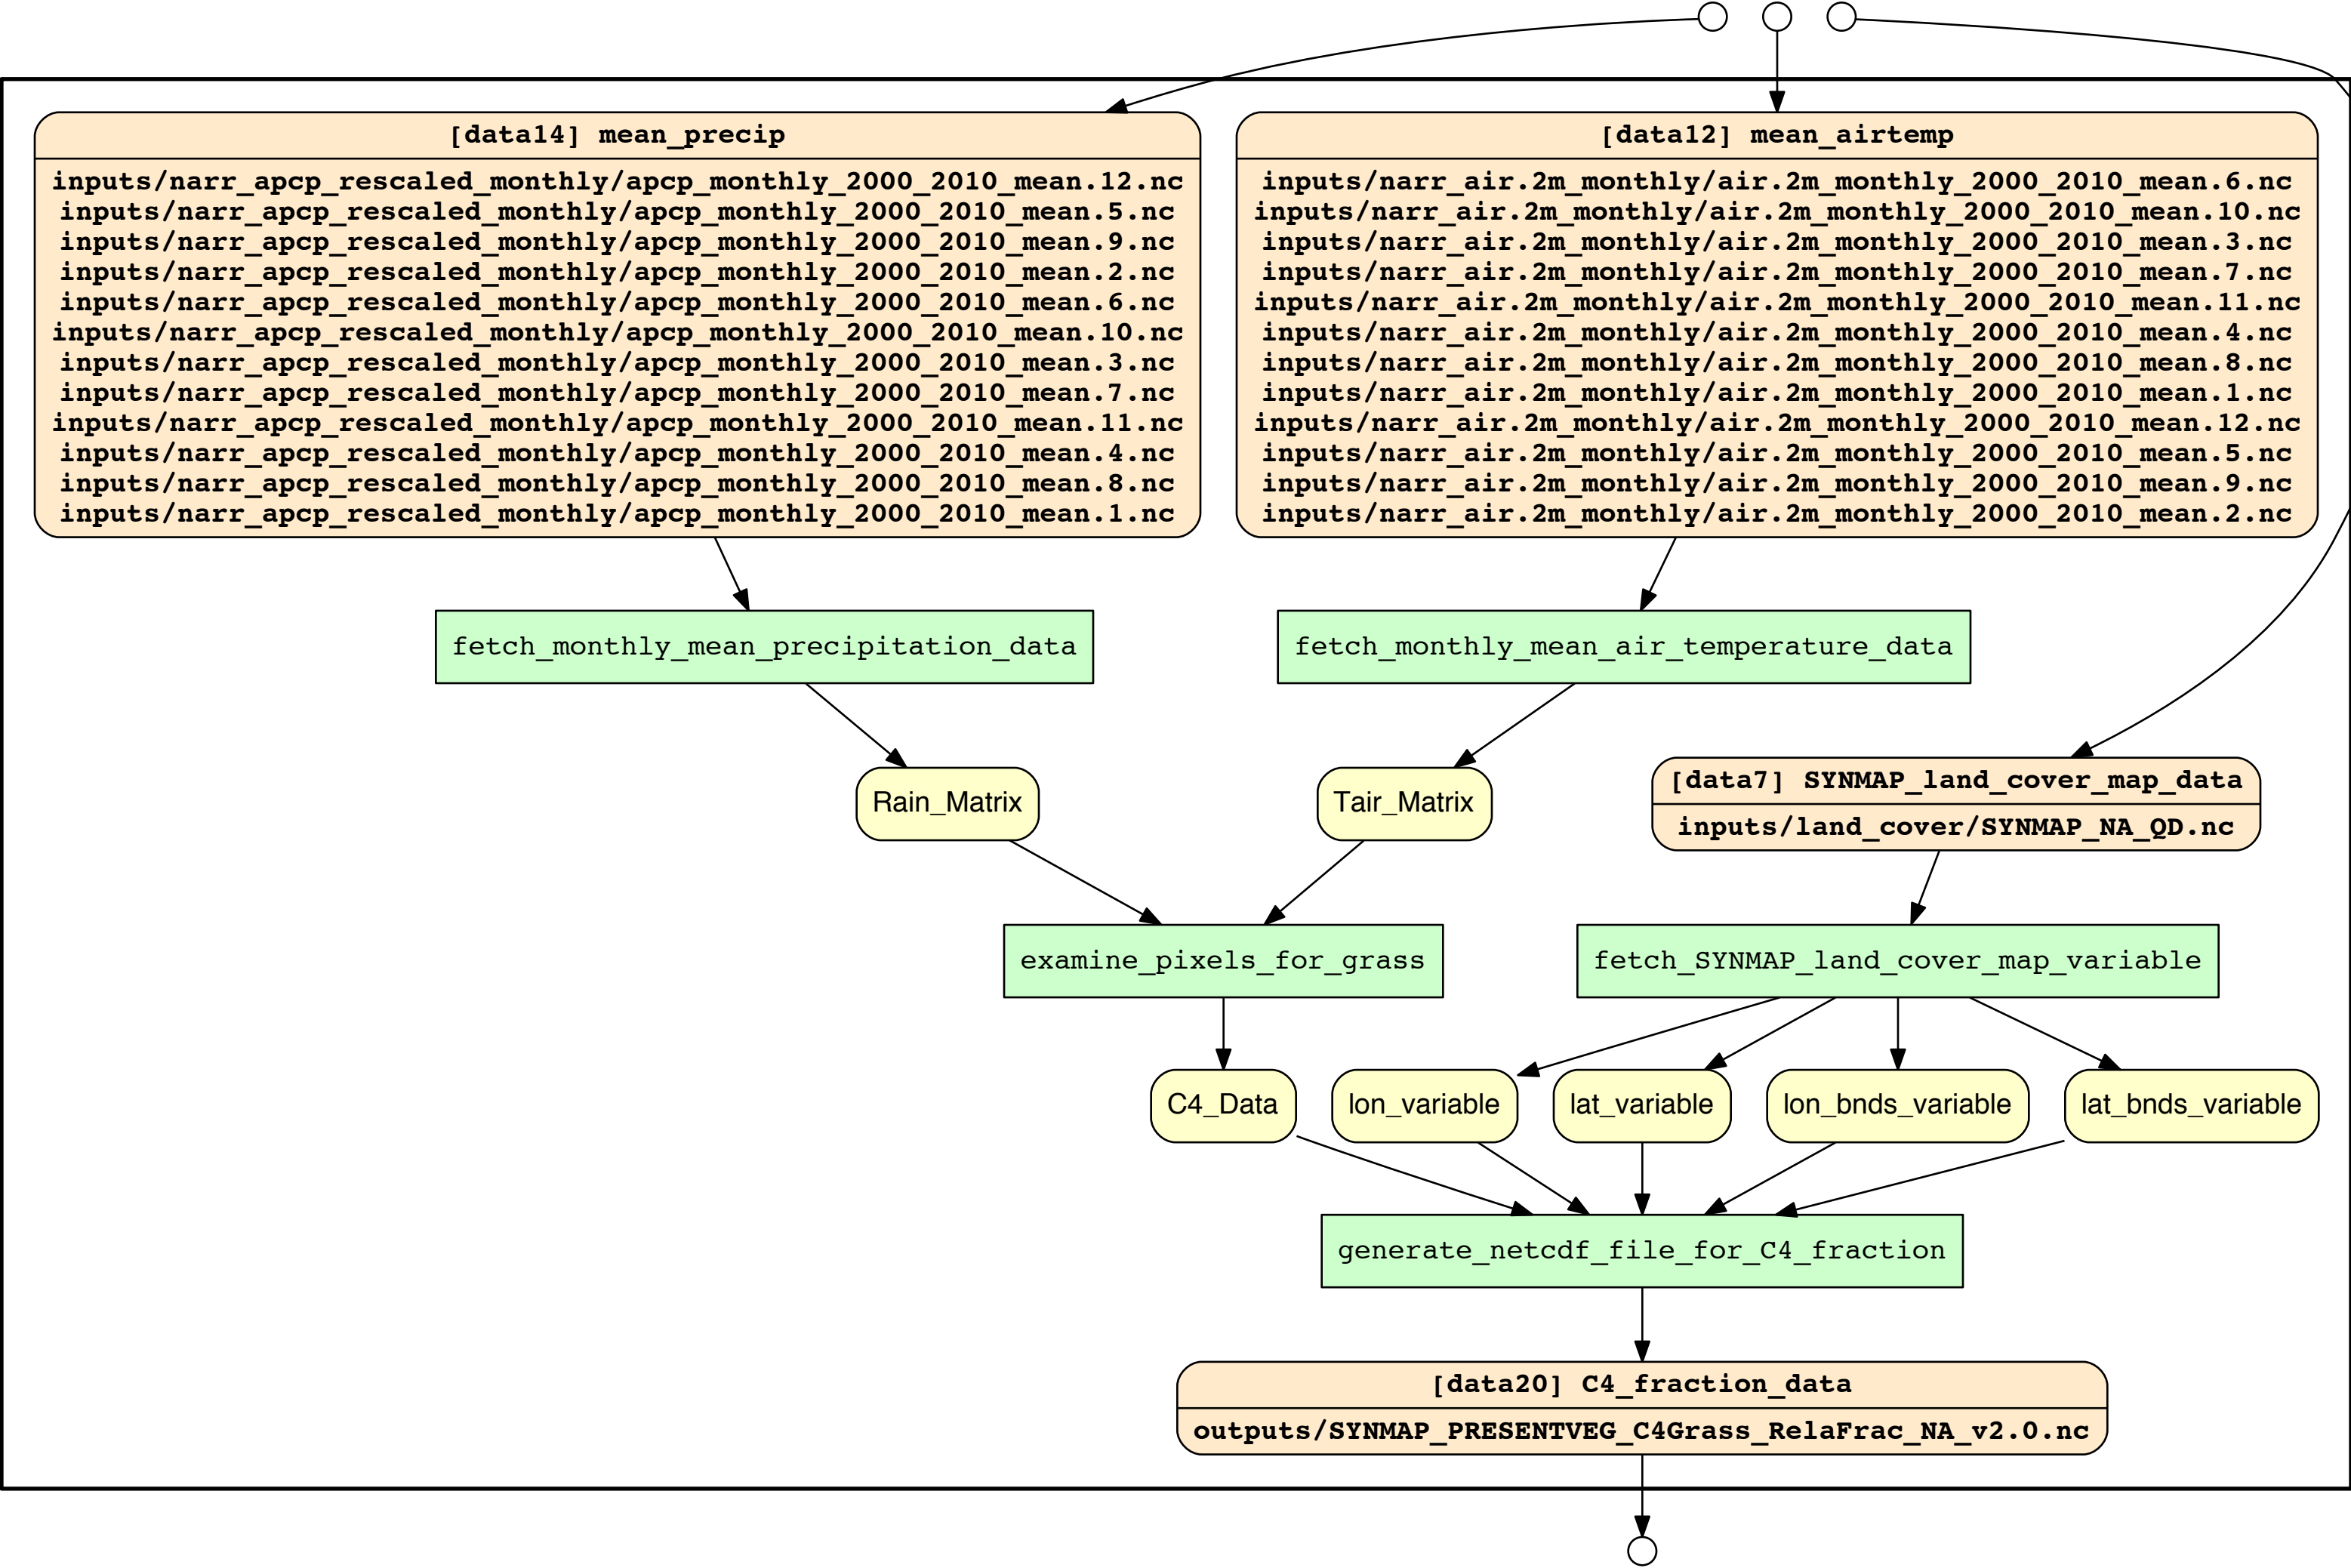 [data14] mean_precip
inputs/narr_apcp_rescaled_monthly/apcp_monthly_2000_2010_mean.12.nc
inputs/narr_apcp_rescaled_monthly/apcp_monthly_2000_2010_mean.5.nc
inputs/narr_apcp_rescaled_monthly/apcp_monthly_2000_2010_mean.9.nc
inputs/narr_apcp_rescaled_monthly/apcp_monthly_2000_2010_mean.2.nc
inputs/narr_apcp_rescaled_monthly/apcp_monthly_2000_2010_mean.6.nc
inputs/narr_apcp_rescaled_monthly/apcp_monthly_2000_2010_mean.10.nc
inputs/narr_apcp_rescaled_monthly/apcp_monthly_2000_2010_mean.3.nc
inputs/narr_apcp_rescaled_monthly/apcp_monthly_2000_2010_mean.7.nc
inputs/narr_apcp_rescaled_monthly/apcp_monthly_2000_2010_mean.11.nc
inputs/narr_apcp_rescaled_monthly/apcp_monthly_2000_2010_mean.4.nc
inputs/narr_apcp_rescaled_monthly/apcp_monthly_2000_2010_mean.8.nc
inputs/narr_apcp_rescaled_monthly/apcp_monthly_2000_2010_mean.1.nc
[data12] mean_airtemp
inputs/narr_air.2m_monthly/air.2m_monthly_2000_2010_mean.6.nc
inputs/narr_air.2m_monthly/air.2m_monthly_2000_2010_mean.10.nc
inputs/narr_air.2m_monthly/air.2m_monthly_2000_2010_mean.3.nc
inputs/narr_air.2m_monthly/air.2m_monthly_2000_2010_mean.7.nc
inputs/narr_air.2m_monthly/air.2m_monthly_2000_2010_mean.11.nc
inputs/narr_air.2m_monthly/air.2m_monthly_2000_2010_mean.4.nc
inputs/narr_air.2m_monthly/air.2m_monthly_2000_2010_mean.8.nc
inputs/narr_air.2m_monthly/air.2m_monthly_2000_2010_mean.1.nc
inputs/narr_air.2m_monthly/air.2m_monthly_2000_2010_mean.12.nc
inputs/narr_air.2m_monthly/air.2m_monthly_2000_2010_mean.5.nc
inputs/narr_air.2m_monthly/air.2m_monthly_2000_2010_mean.9.nc
inputs/narr_air.2m_monthly/air.2m_monthly_2000_2010_mean.2.nc
fetch_monthly_mean_precipitation_data
fetch_monthly_mean_air_temperature_data
Rain_Matrix
Tair_Matrix
[data7] SYNMAP_land_cover_map_data
inputs/land_cover/SYNMAP_NA_QD.nc
examine_pixels_for_grass
fetch_SYNMAP_land_cover_map_variable
C4_Data
lon_variable
lat_variable
lon_bnds_variable
lat_bnds_variable
generate_netcdf_file_for_C4_fraction
[data20] C4_fraction_data
outputs/SYNMAP_PRESENTVEG_C4Grass_RelaFrac_NA_v2.0.nc